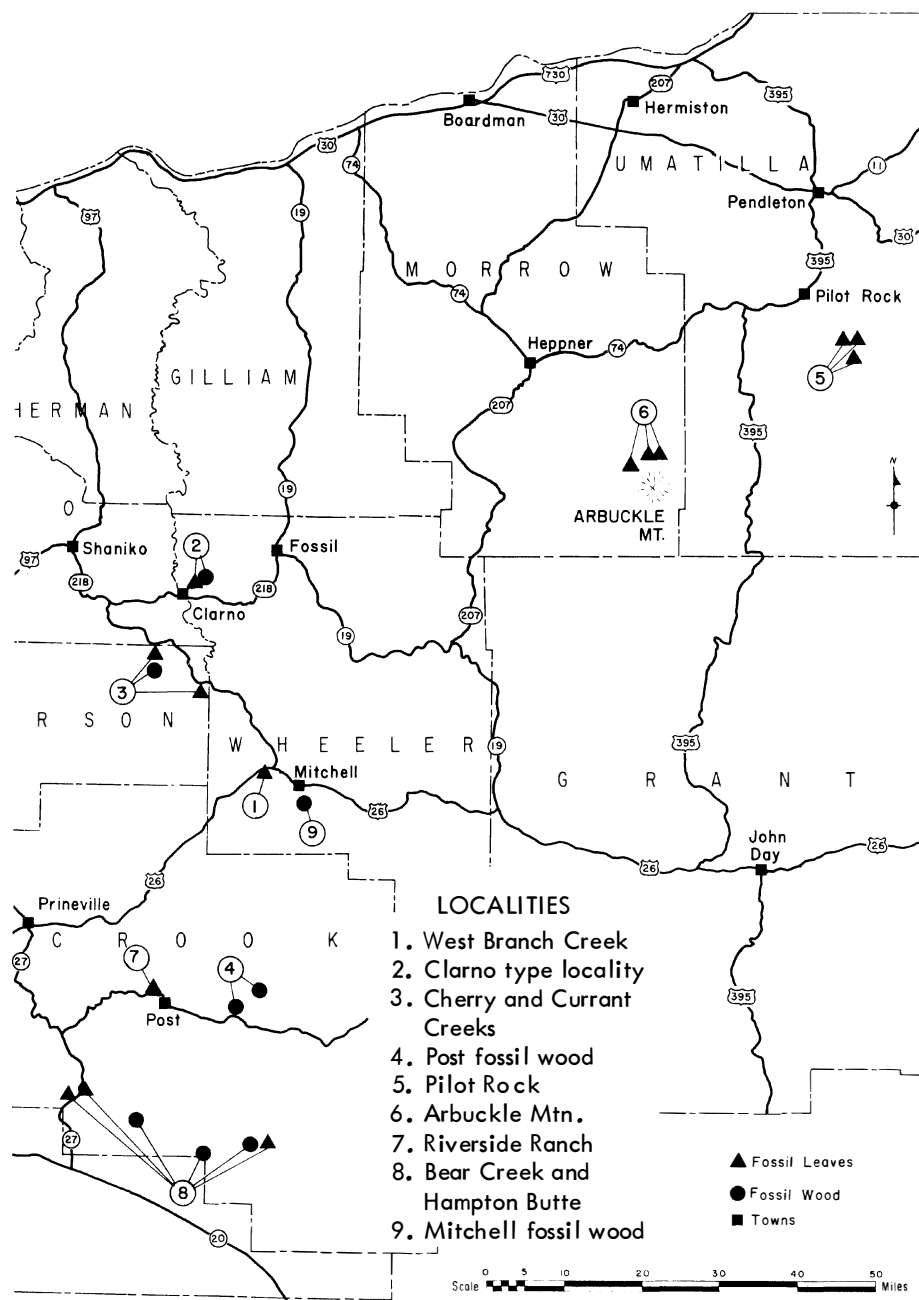 730
207
395
Boardman
30
Hermiston
30
74
UMATILLA
11
97
19
Pendleton
30
395
MORROW
74
Pilot Rock
Heppner
74
GILLIAM
5
HERMAN
207
6
395
19
N
O
ARBUCKLE
MT.
Shaniko
2
Fossil
97
218
218
Clarno
207
19
3
RSON
WHEELER
19
395
Mitchell
GRANT
1
9
26
John
Day
26
26
26
Prineville
LOCALITIES
CROOK
1. West Branch Creek
27
7
4
2. Clarno type locality
3. Cherry and Currant
Creeks
395
Post
4. Post fossil wood
5. Pilot Rock
6. Arbuckle Mtn.
7. Riverside Ranch
27
8
8. Bear Creek and
Hampton Butte
9. Mitchell fossil wood
20
Fossil Leaves
Fossil Wood
Towns
Scale 0 5 10 20 30 40 50 Miles